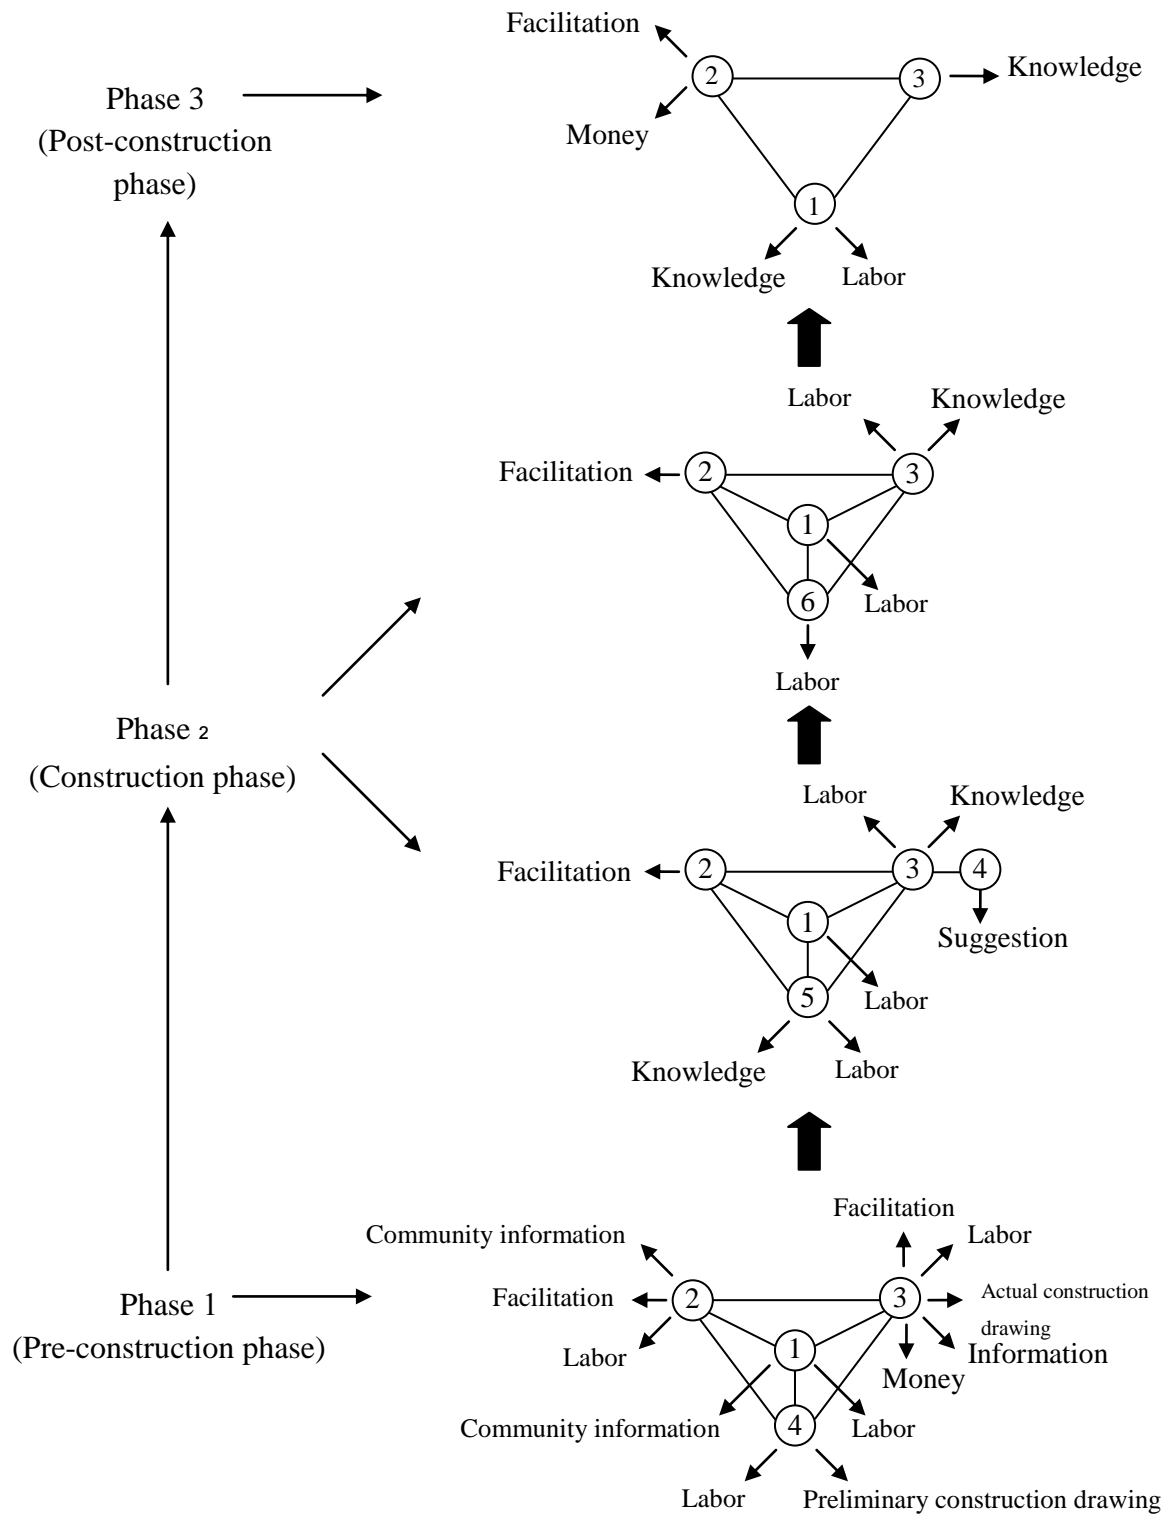 Facilitation
2
3
Knowledge
Phase 3
(Post-construction
phase)
Money
1
Knowledge
Labor
Labor
Knowledge
Facilitation
2
3
1
6
Labor
Labor
Phase 2
(Construction phase)
Labor
Knowledge
Facilitation
2
3
4
1
Suggestion
5
Labor
Knowledge
Labor
Facilitation
Community information
Labor
Phase 1
(Pre-construction phase)
Facilitation
2
3
Actual construction
drawing
Labor
1
Information
Money
Community information
4
Labor
Labor
Preliminary construction drawing